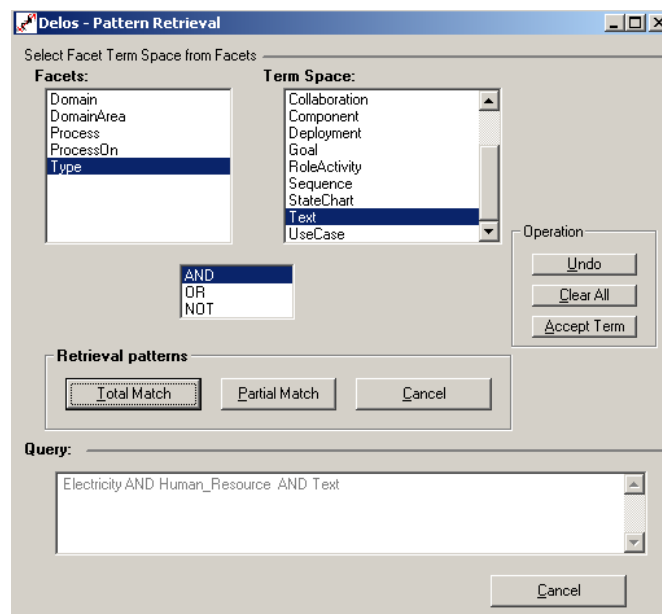 Delos - Pattern Retrieval
Select Facet Term Space from Facets
Facets:
Term Space:
Domain
DomainArea
Process
ProcessOn
Type
Collaboration
Component
Deployment
Goal
RoleActivity
Sequence
StateChart
Text
UseCase
AND
OR
NOT
Operation
Undo
Clear All
Accept Term
Retrieval patterns
Total Match
Partial Match
Cancel
Query:
Electricity AND Human_Resource AND Text
Cancel